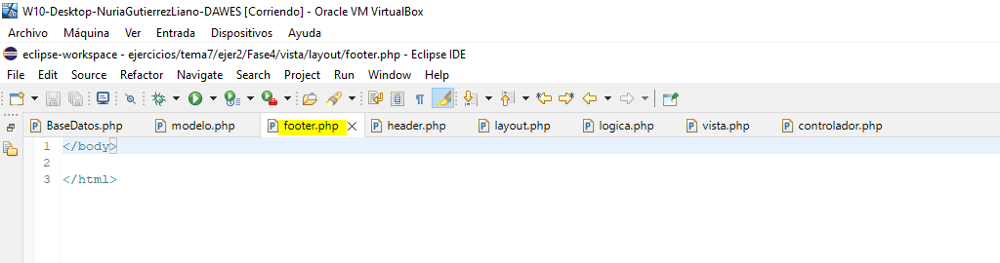 W10-Desktop-NuriaGutierrezLiano-DAWES [Corriendo] - Oracle VM VirtualBox
Archivo Máquina Ver Entrada Dispositivos Ayuda
eclipse-workspace - ejercicios/tema7/ejer2/Fase4/vista/layout/footer.php - Eclipse IDE
File Edit Source Refactor Navigate Search Project Run Window Help
BaseDatos.php modelo.php footer.php header.php layout.php logica.php vista.php controlador.php
1 </body>
2
3 </html>